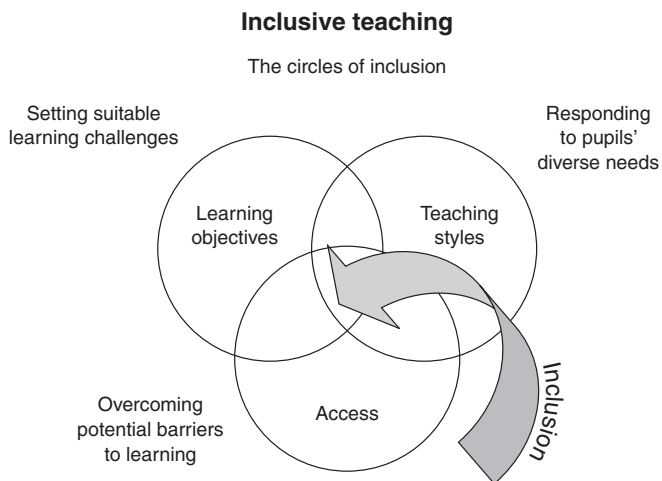 Inclusive teaching
The circles of inclusion
Setting suitable
learning challenges
Responding
to pupils'
diverse needs
Learning
objectives
Teaching
styles
Overcoming
potential barriers
to learning
Access
Inclusion